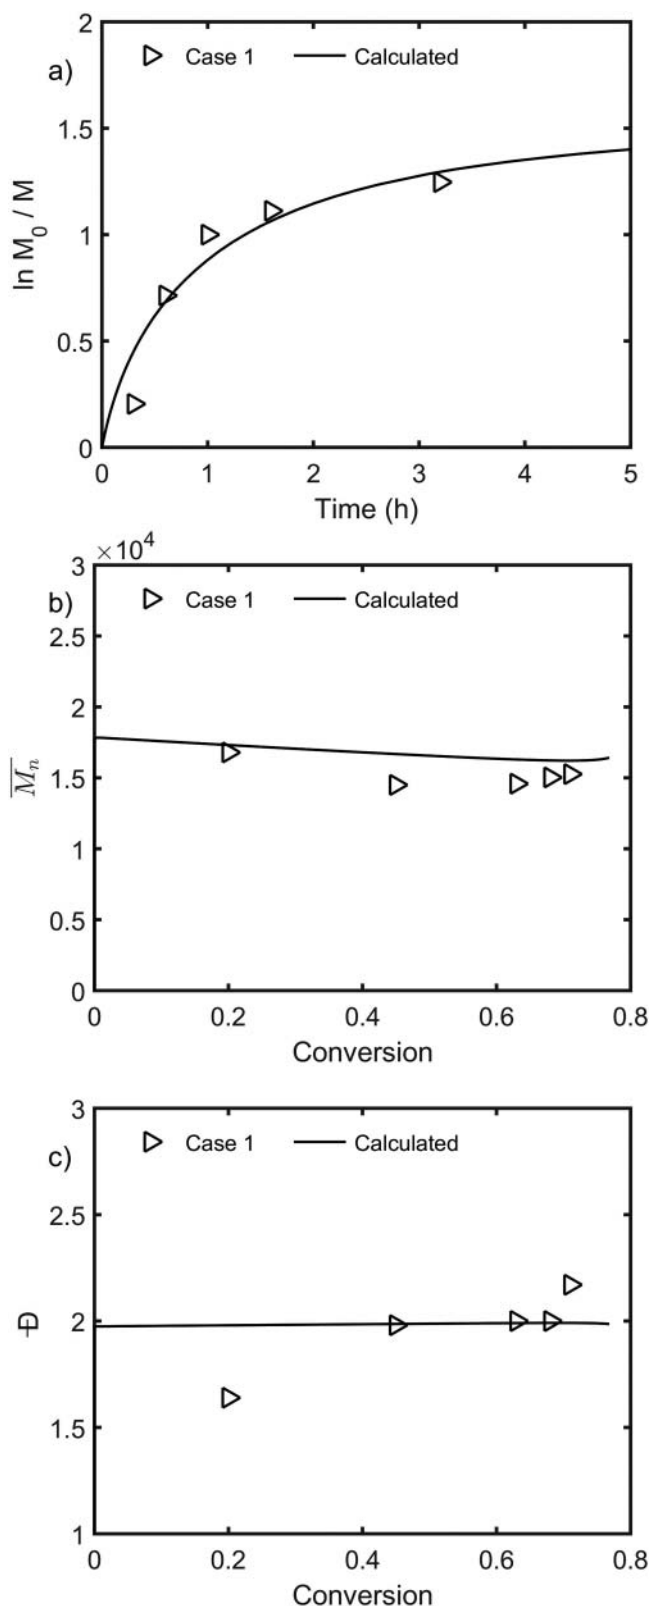 2
a)
Case 1
Calculated
1.5
1
0.5
0
ln M0 / M
0 1 2 3 4 5
Time (h)
×10^4
3
b)
Case 1
Calculated
2.5
2
1.5
1
0.5
0
Mn
0 0.2 0.4 0.6 0.8
Conversion
3
c)
Case 1
Calculated
2.5
2
1.5
1
Đ
0 0.2 0.4 0.6 0.8
Conversion